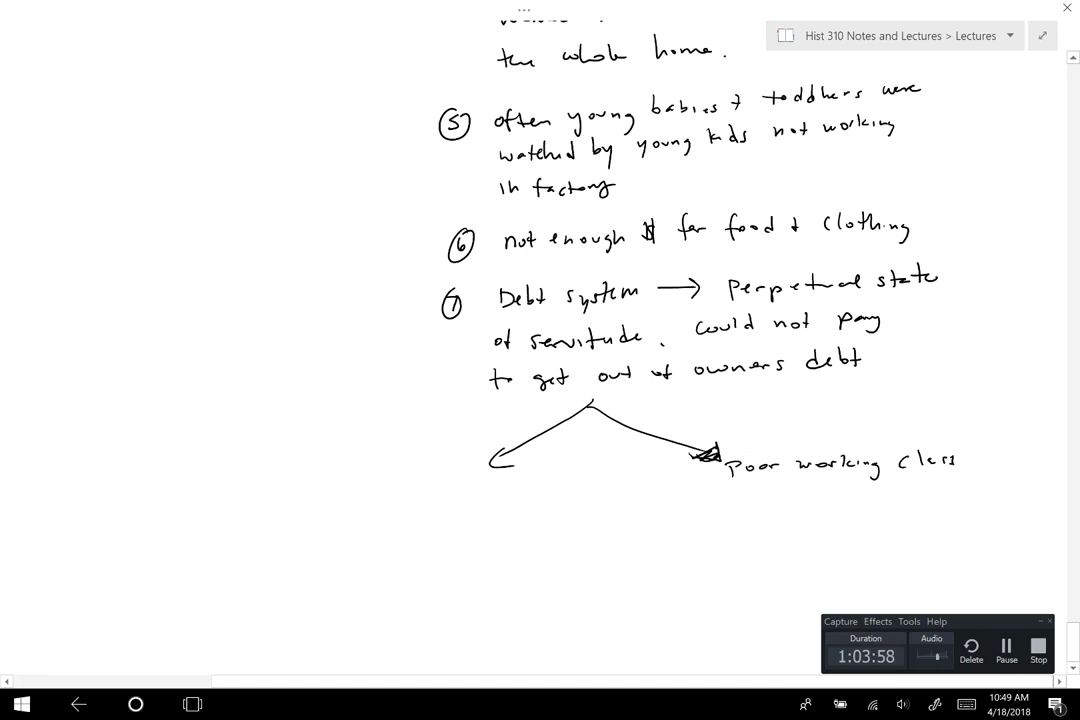 Hist 310 Notes and Lectures > Lectures
the whole home.
5 often young babies + toddhers were
watched by young kids not working
in factory
6 not enough $ for food + clothing
7 Debt system → perpetual state
of servitude. could not pay
to get out of owners debt
Poor working class
Capture Effects Tools Help
Duration Audio
1:03:58 Delete Pause Stop
10:49 AM
4/18/2018
1